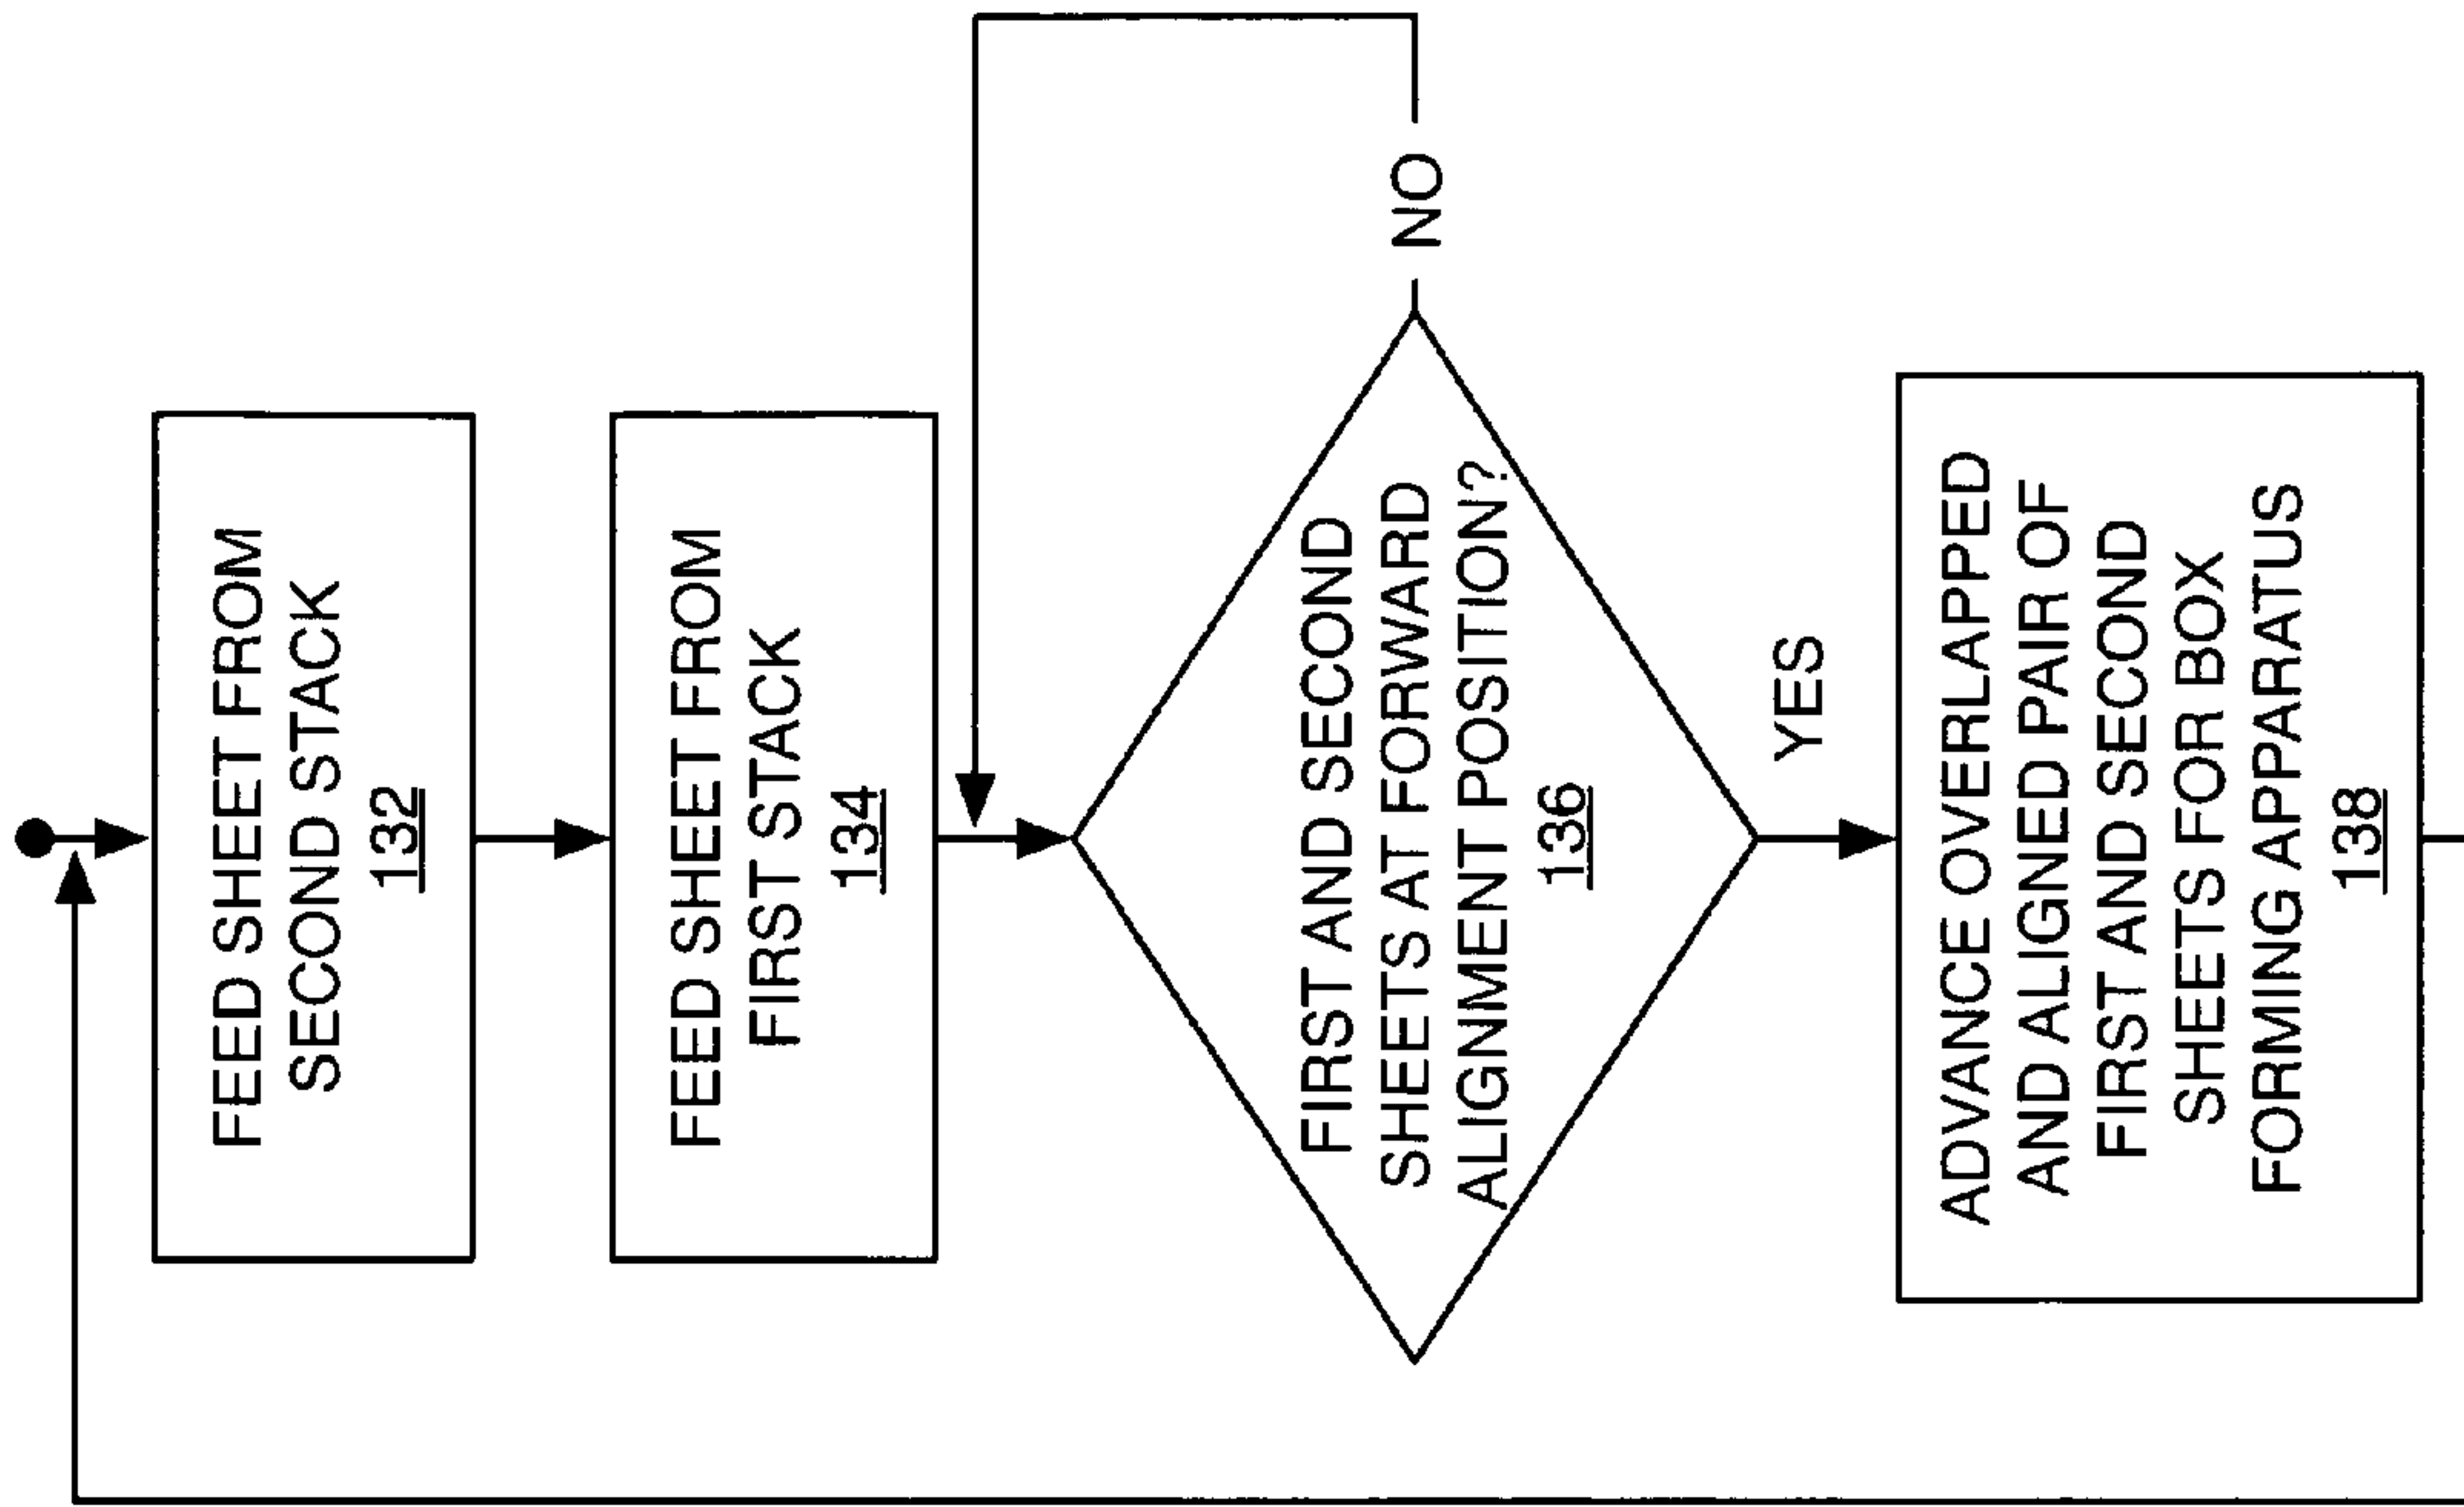 FEED SHEET FROM
SECOND STACK
132
FEED SHEET FROM
FIRST STACK
134
FIRST AND SECOND
SHEETS AT FORWARD
ALIGNMENT POSITION?
136
NO
YES
ADVANCE OVERLAPPED
AND ALIGNED PAIR OF
FIRST AND SECOND
SHEETS FOR BOX
FORMING APPARATUS
138